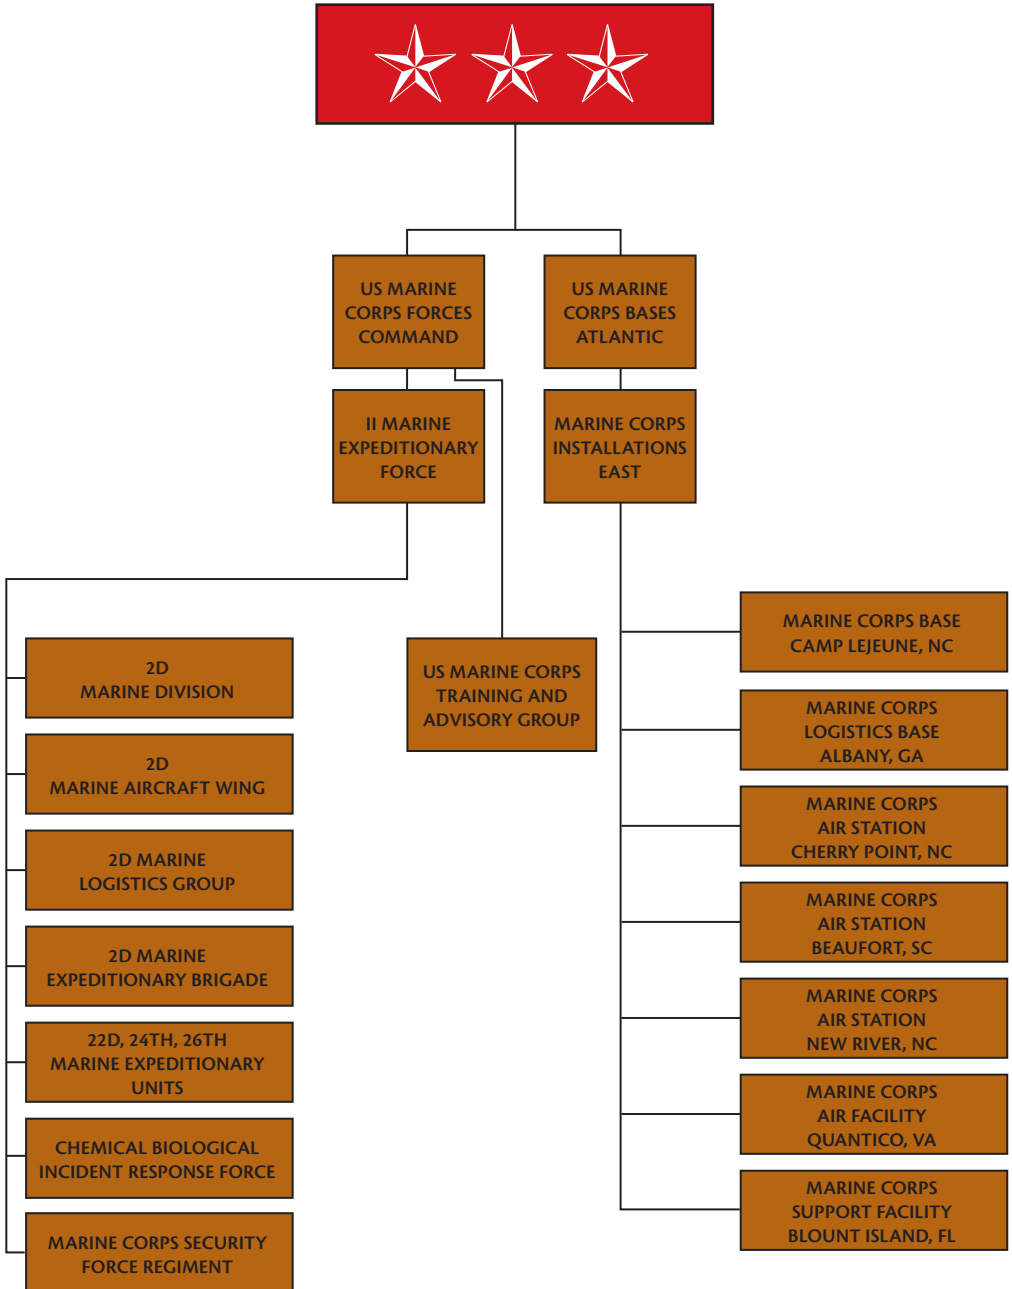 US MARINE
CORPS FORCES
COMMAND
US MARINE
CORPS BASES
ATLANTIC
II MARINE
EXPEDITIONARY
FORCE
MARINE CORPS
INSTALLATIONS
EAST
2D
MARINE DIVISION
2D
MARINE AIRCRAFT WING
2D MARINE
LOGISTICS GROUP
2D MARINE
EXPEDITIONARY BRIGADE
22D, 24TH, 26TH
MARINE EXPEDITIONARY
UNITS
CHEMICAL BIOLOGICAL
INCIDENT RESPONSE FORCE
MARINE CORPS SECURITY
FORCE REGIMENT
US MARINE CORPS
TRAINING AND
ADVISORY GROUP
MARINE CORPS BASE
CAMP LEJEUNE, NC
MARINE CORPS
LOGISTICS BASE
ALBANY, GA
MARINE CORPS
AIR STATION
CHERRY POINT, NC
MARINE CORPS
AIR STATION
BEAUFORT, SC
MARINE CORPS
AIR STATION
NEW RIVER, NC
MARINE CORPS
AIR FACILITY
QUANTICO, VA
MARINE CORPS
SUPPORT FACILITY
BLOUNT ISLAND, FL